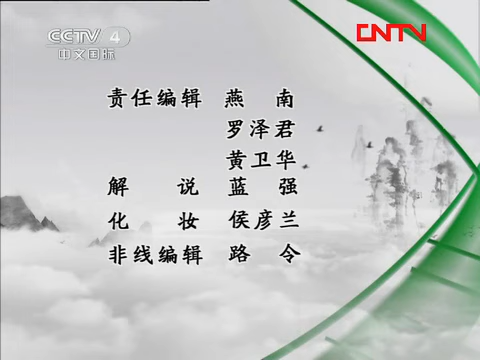 CCTV 4
中文国际
CNTV
责任编辑 燕 南
罗泽君
黄卫华
解 说 蓝 强
化 妆 侯彦兰
非线编辑 路 令